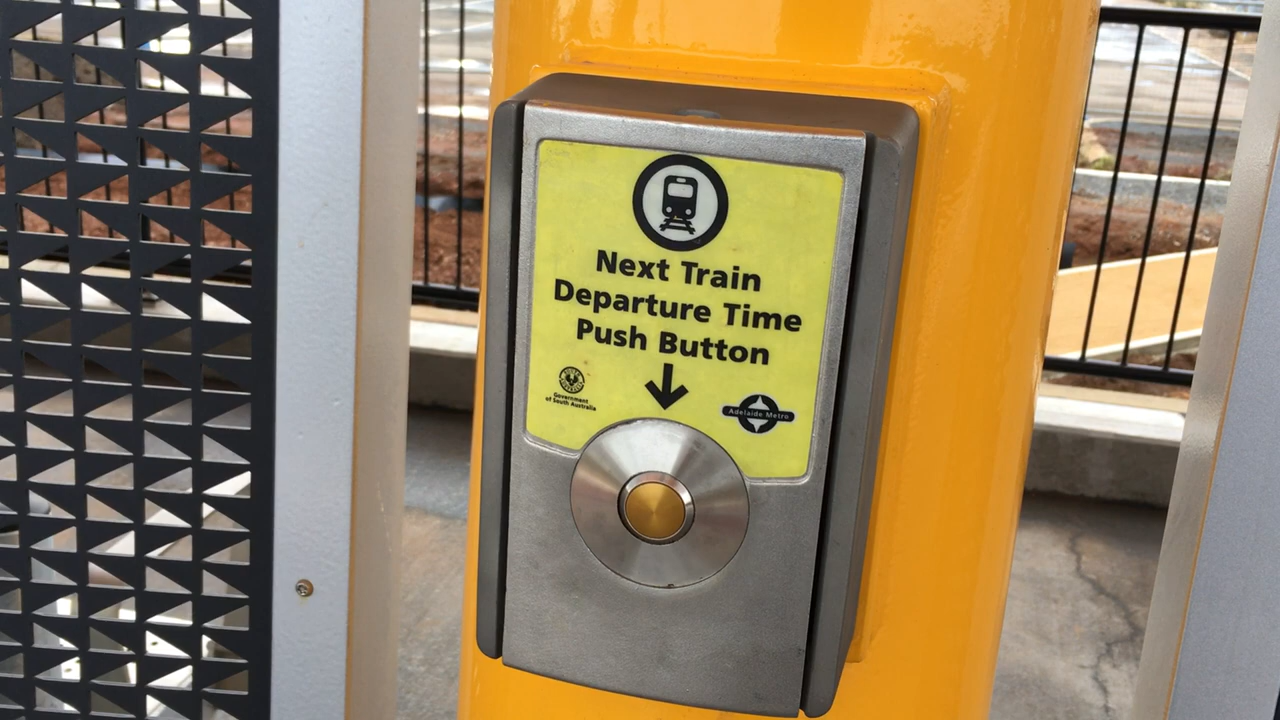 Next Train
Departure Time
Push Button
Government
of South Australia
Adelaide Metro